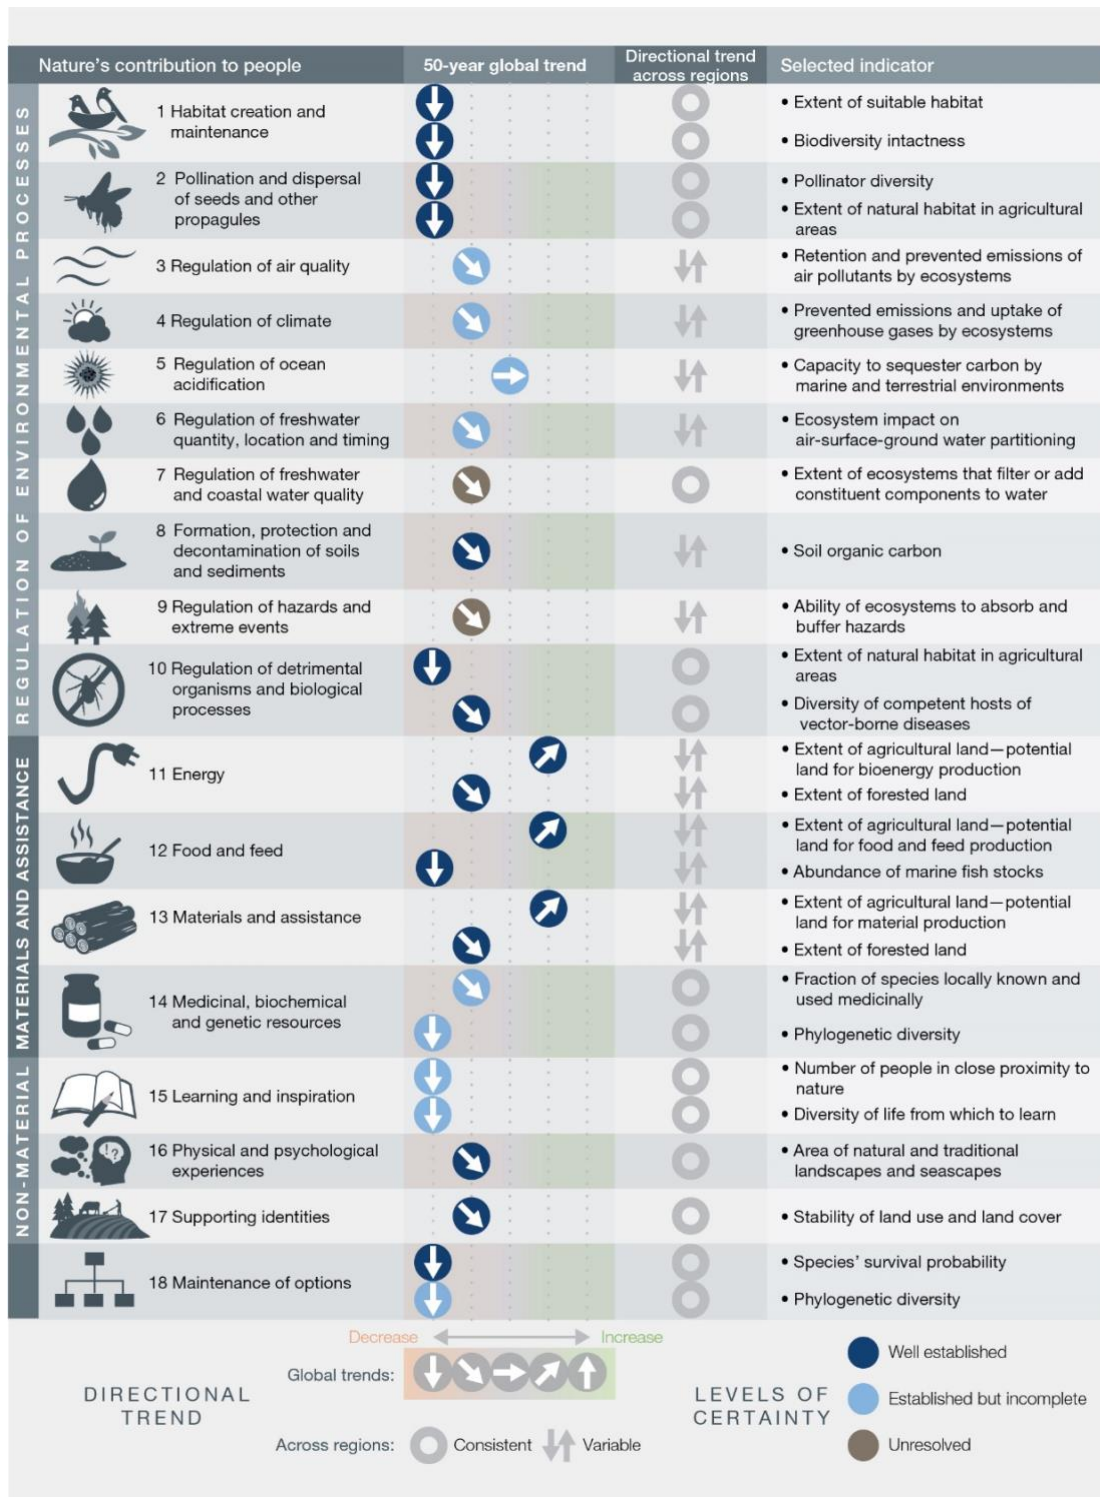 Nature's contribution to people
50-year global trend
Directional trend
across regions
Selected indicator
REGULATION OF ENVIRONMENTAL PROCESSES
1 Habitat creation and
maintenance
• Extent of suitable habitat
• Biodiversity intactness
2 Pollination and dispersal
of seeds and other
propagules
• Pollinator diversity
• Extent of natural habitat in agricultural
areas
3 Regulation of air quality
• Retention and prevented emissions of
air pollutants by ecosystems
4 Regulation of climate
• Prevented emissions and uptake of
greenhouse gases by ecosystems
5 Regulation of ocean
acidification
• Capacity to sequester carbon by
marine and terrestrial environments
6 Regulation of freshwater
quantity, location and timing
• Ecosystem impact on
air-surface-ground water partitioning
7 Regulation of freshwater
and coastal water quality
• Extent of ecosystems that filter or add
constituent components to water
8 Formation, protection and
decontamination of soils
and sediments
• Soil organic carbon
9 Regulation of hazards and
extreme events
• Ability of ecosystems to absorb and
buffer hazards
10 Regulation of detrimental
organisms and biological
processes
• Extent of natural habitat in agricultural
areas
• Diversity of competent hosts of
vector-borne diseases
MATERIALS AND ASSISTANCE
11 Energy
• Extent of agricultural land—potential
land for bioenergy production
• Extent of forested land
12 Food and feed
• Extent of agricultural land—potential
land for food and feed production
• Abundance of marine fish stocks
13 Materials and assistance
• Extent of agricultural land—potential
land for material production
• Extent of forested land
14 Medicinal, biochemical
and genetic resources
• Fraction of species locally known and
used medicinally
• Phylogenetic diversity
NON-MATERIAL
15 Learning and inspiration
• Number of people in close proximity to
nature
• Diversity of life from which to learn
16 Physical and psychological
experiences
!?
• Area of natural and traditional
landscapes and seascapes
17 Supporting identities
• Stability of land use and land cover
18 Maintenance of options
• Species' survival probability
• Phylogenetic diversity
DIRECTIONAL
TREND
Decrease
Increase
Global trends:
Across regions:
Consistent
Variable
LEVELS OF
CERTAINTY
Well established
Established but incomplete
Unresolved